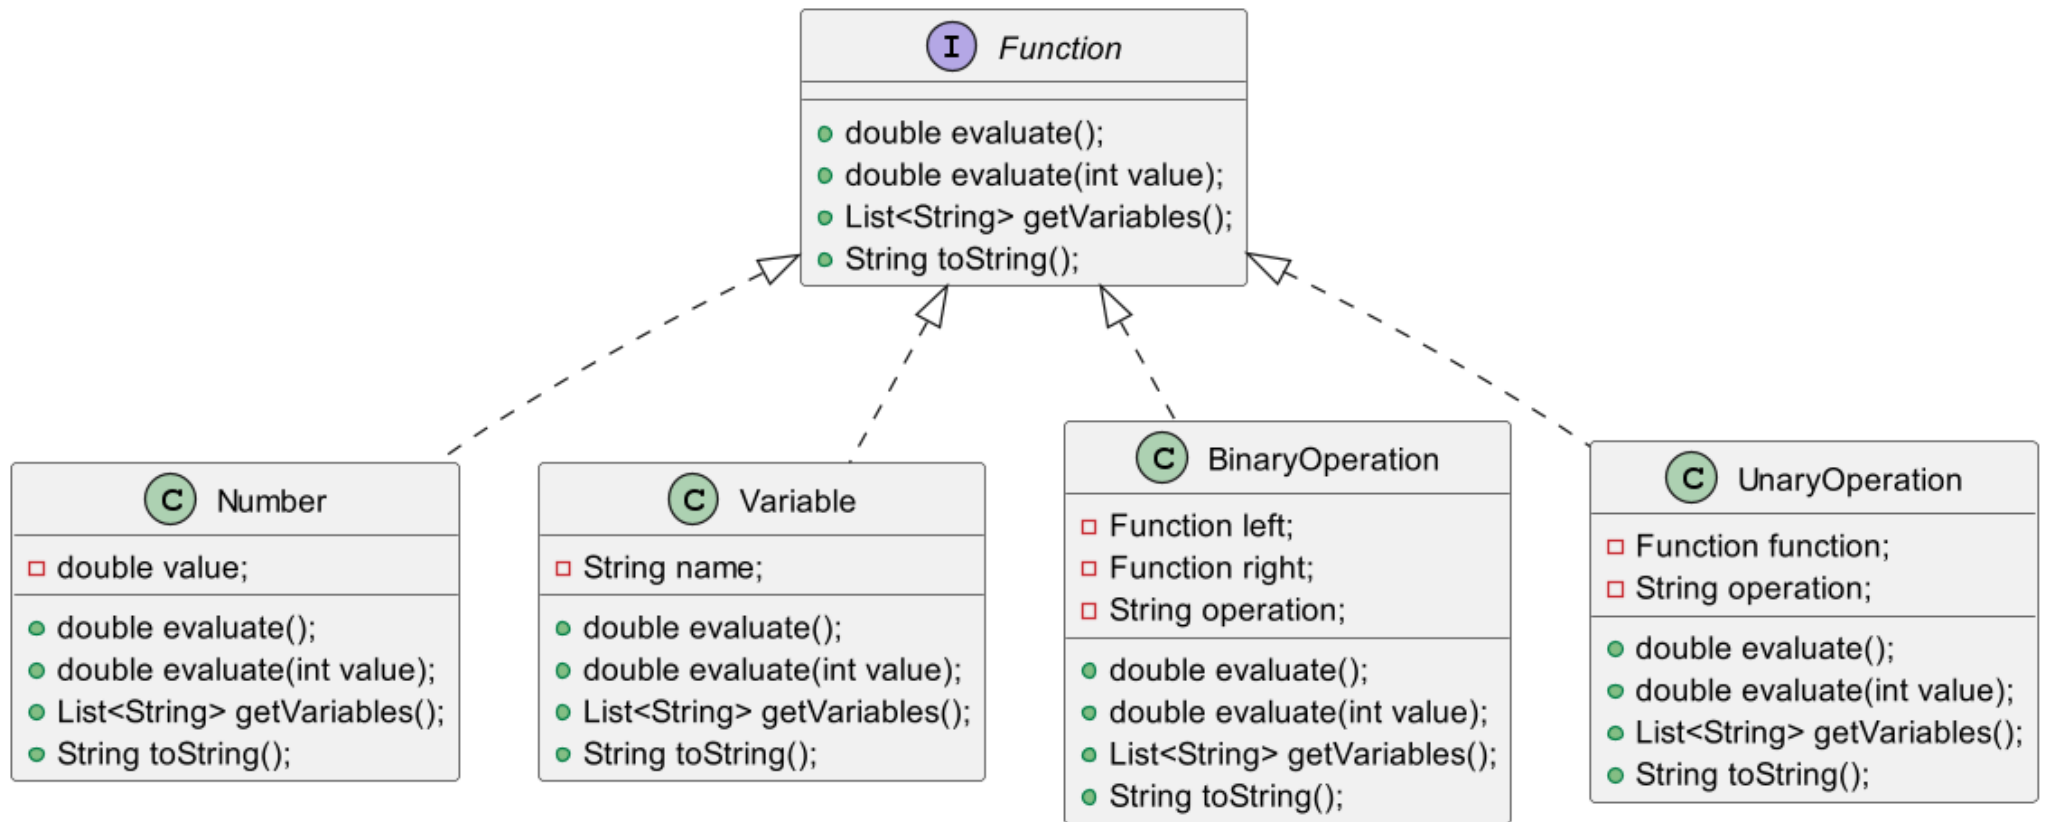 I Function
double evaluate();
double evaluate(int value);
List<String> getVariables();
String toString();
C Number
double value;
double evaluate();
double evaluate(int value);
List<String> getVariables();
String toString();
C Variable
String name;
double evaluate();
double evaluate(int value);
List<String> getVariables();
String toString();
C BinaryOperation
Function left;
Function right;
String operation;
double evaluate();
double evaluate(int value);
List<String> getVariables();
String toString();
C UnaryOperation
Function function;
String operation;
double evaluate();
double evaluate(int value);
List<String> getVariables();
String toString();